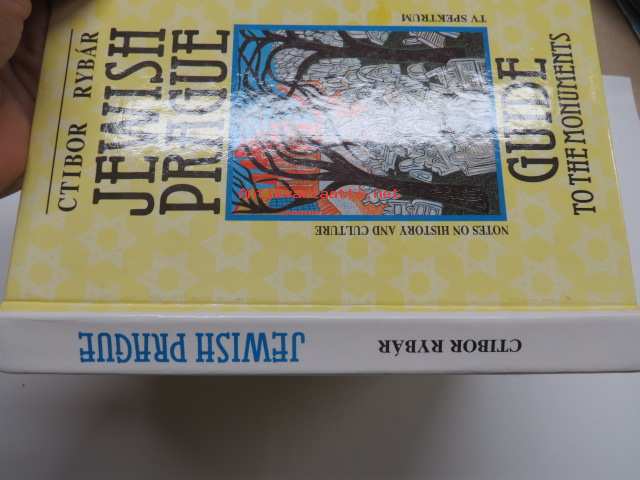 CTIBOR RYBÁR
JEWISH
PRAGUE
NOTES ON HISTORY AND CULTURE
TV SPEKTRUM
GUIDE
TO THE MONUMENTS
CTIBOR RYBÁR
JEWISH PRAGUE